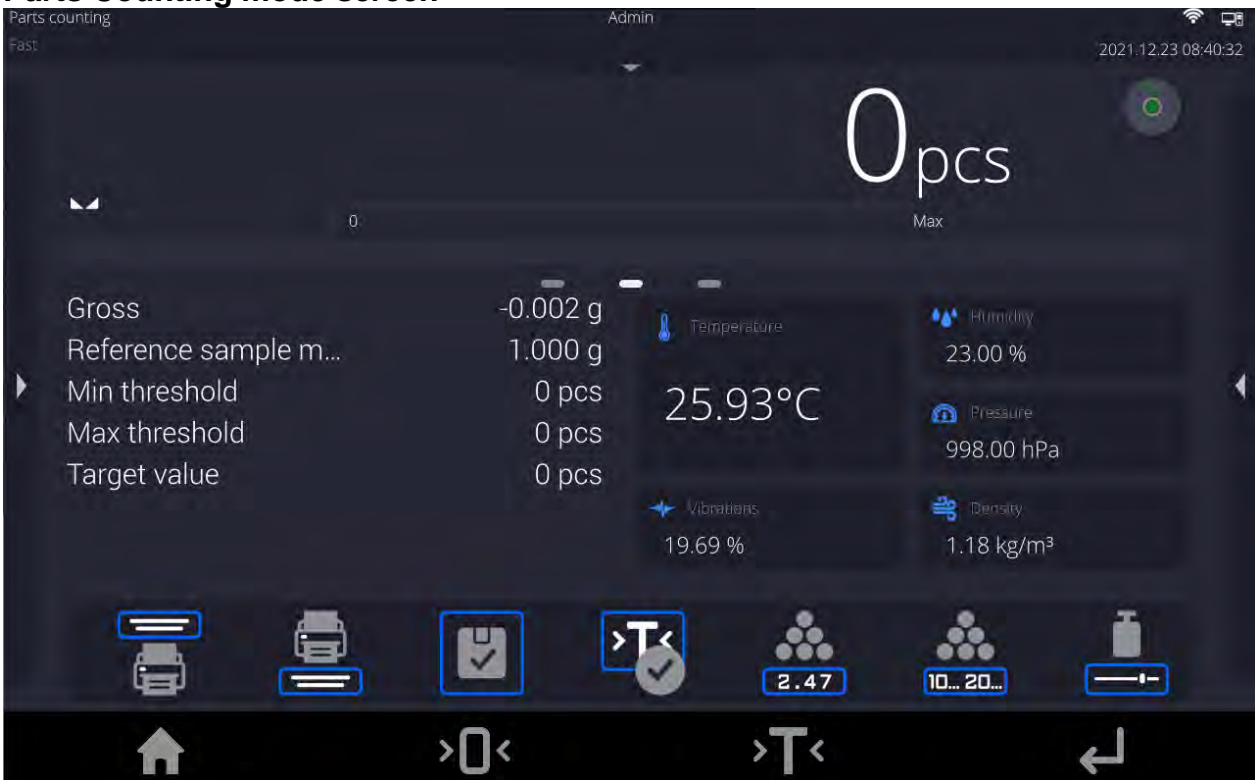 Parts Counting Mode Screen
Parts counting Admin
Fast 2021.12.23 08:40:32
0pcs
0 Max
Gross -0.002 g
Reference sample m... 1.000 g
Min threshold 0 pcs
Max threshold 0 pcs
Target value 0 pcs
Temperature
25.93°C
Humidity
23.00 %
Pressure
998.00 hPa
Vibrations
19.69 %
Density
1.18 kg/m³
>T<
2.47
10... 20...
>0<
>T<